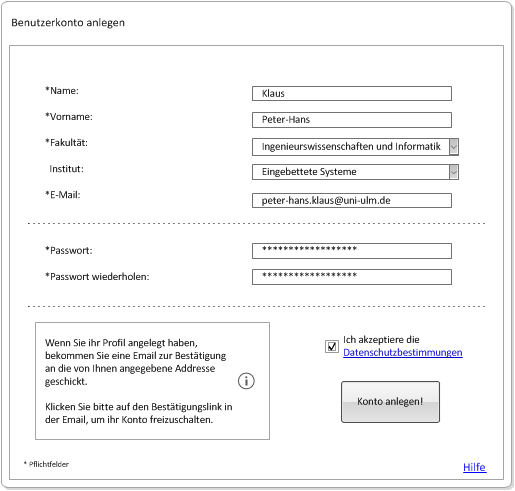 Benutzerkonto anlegen
*Name: Klaus
*Vorname: Peter-Hans
*Fakultät: Ingenieurswissenschaften und Informatik
Institut: Eingebettete Systeme
*E-Mail: peter-hans.klaus@uni-ulm.de
*Passwort: ******************
*Passwort wiederholen: ******************
Wenn Sie ihr Profil angelegt haben,
bekommen Sie eine Email zur Bestätigung
an die von Ihnen angegebene Addresse
geschickt.
Klicken Sie bitte auf den Bestätigungslink in
der Email, um ihr Konto freizuschalten.
i
Ich akzeptiere die
Datenschutzbestimmungen
Konto anlegen!
* Pflichtfelder
Hilfe